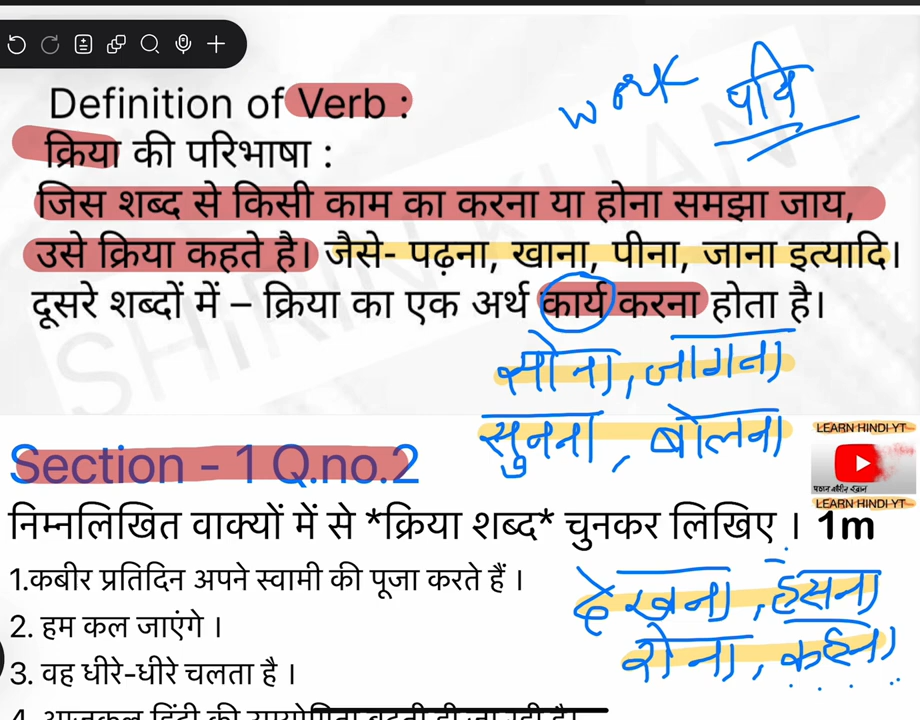 Definition of Verb :
work
क्रिया की परिभाषा :
जिस शब्द से किसी काम का करना या होना समझा जाय,
उसे क्रिया कहते है। जैसे- पढ़ना, खाना, पीना, जाना इत्यादि।
दूसरे शब्दों में – क्रिया का एक अर्थ कार्य करना होता है।
सोना, जागना
सुनना, बोलना
SHIRIN KHAN
LEARN HINDI-YT
LEARN HINDI-YT
Section - 1 Q.no.2
निम्नलिखित वाक्यों में से *क्रिया शब्द* चुनकर लिखिए । 1m
1.कबीर प्रतिदिन अपने स्वामी की पूजा करते हैं ।
2. हम कल जाएंगे ।
3. वह धीरे-धीरे चलता है ।
देखना, हँसना
रोना, कहना